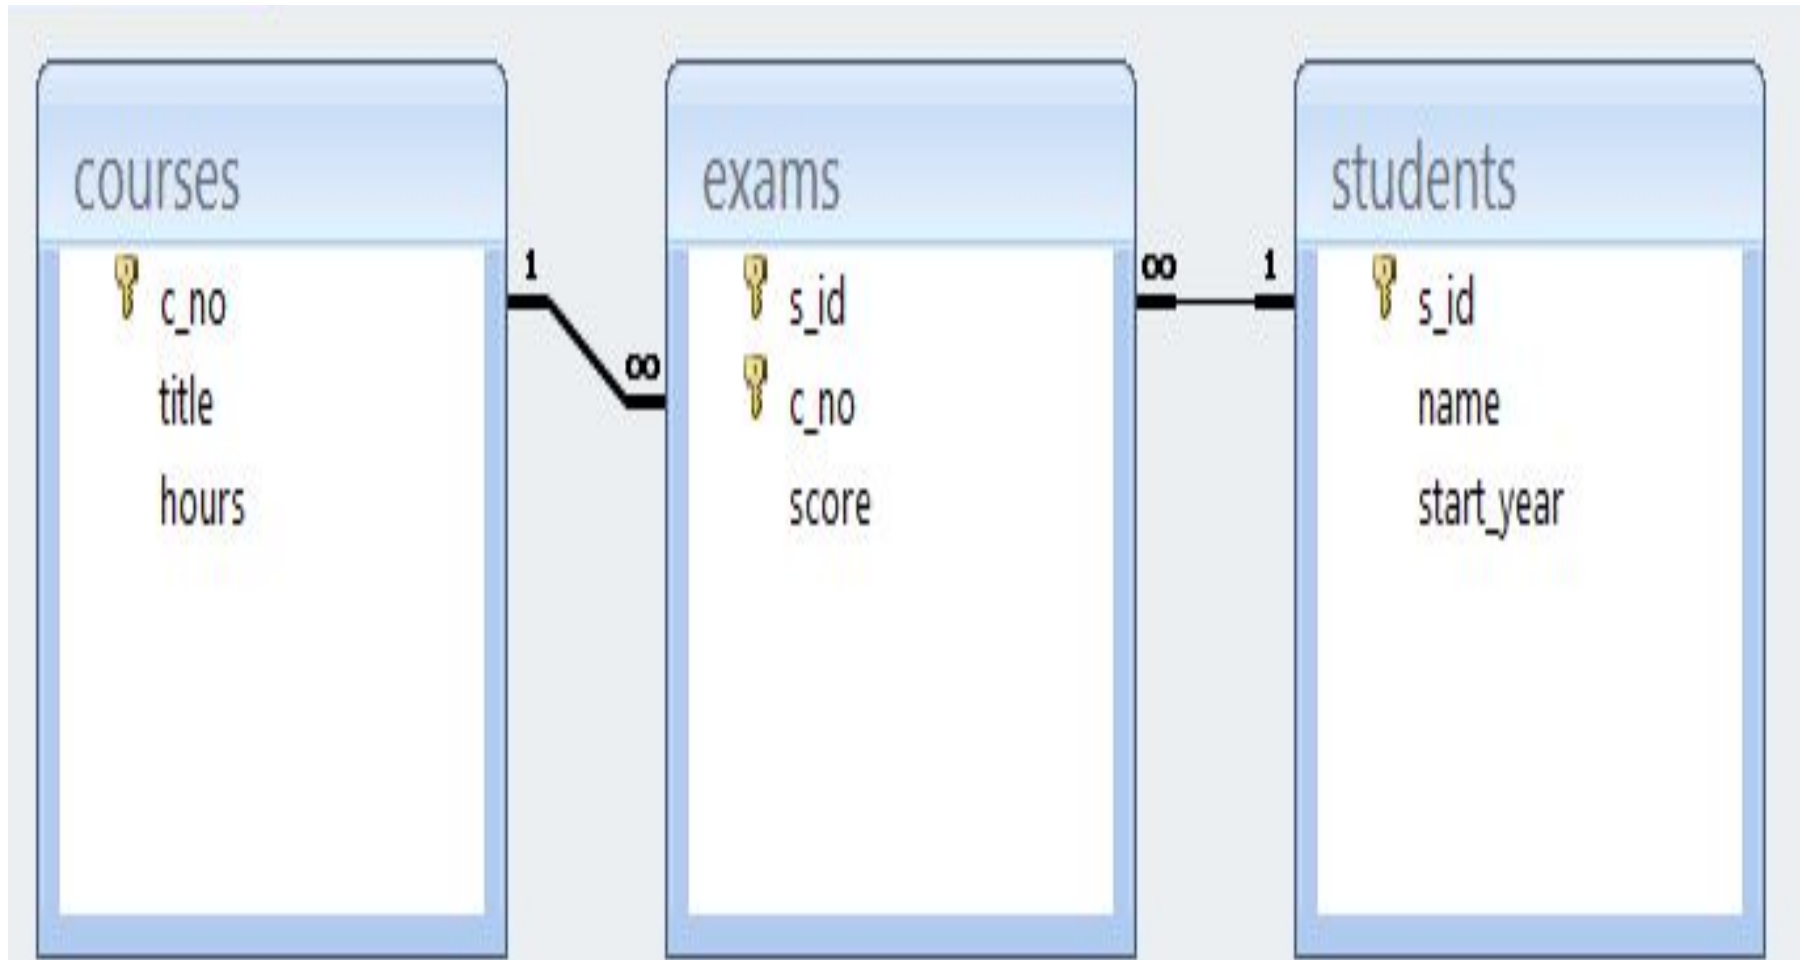 courses
c_no
title
hours
1
∞
exams
s_id
c_no
score
∞
1
students
s_id
name
start_year